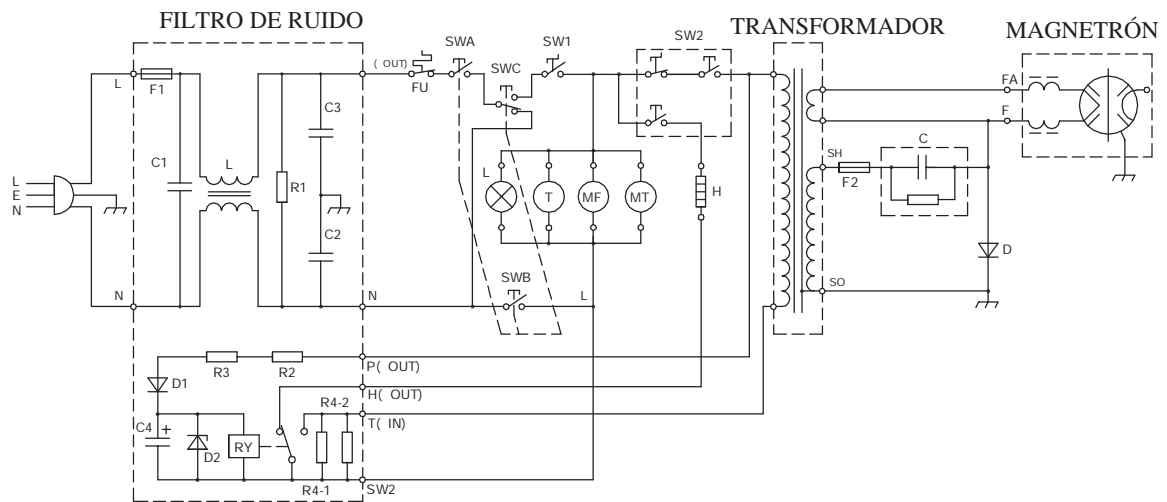 FILTRO DE RUIDO
TRANSFORMADOR
MAGNETRÓN
L
F1
( OUT)
FU
SWA
SWC
SW1
SW2
FA
F
C1
L
R1
C3
C2
L
E
N
L
T
MF
MT
H
SH
F2
C
D
SO
N
N
SWB
L
R3
R2
P( OUT)
D1
H( OUT)
R4-2
T( IN)
C4
+
D2
RY
R4-1
SW2